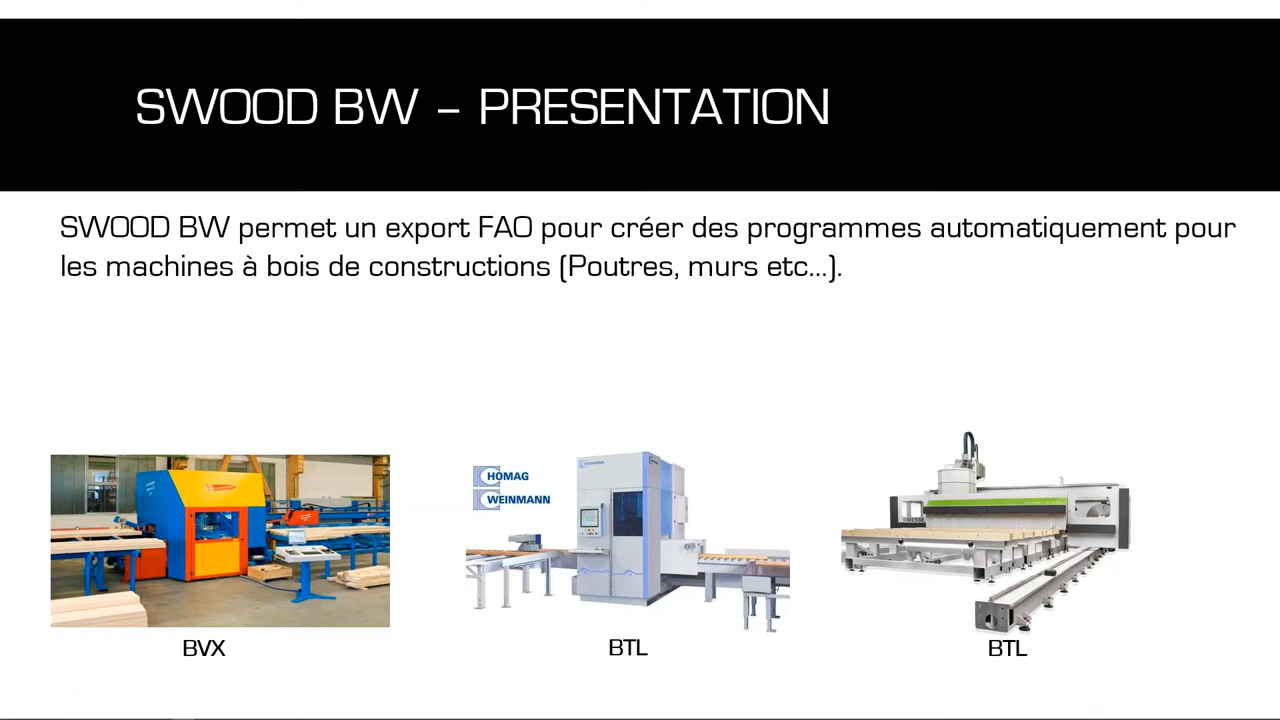 SWOOD BW – PRESENTATION
SWOOD BW permet un export FAO pour créer des programmes automatiquement pour
les machines à bois de constructions (Poutres, murs etc...).
HOMAG
WEINMANN
WEINMANN
BVX
BTL
BTL